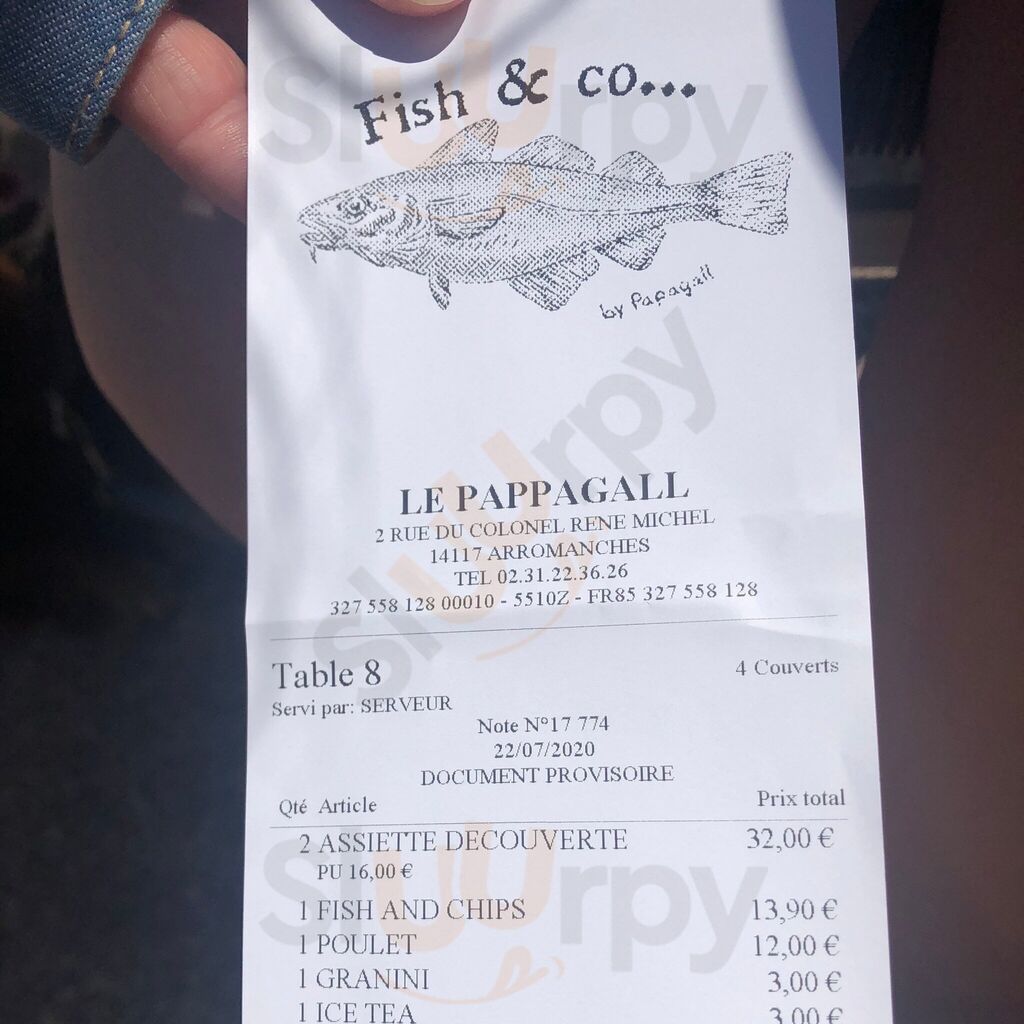 Fish & co...
by Papagall
LE PAPPAGALL
2 RUE DU COLONEL RENE MICHEL
14117 ARROMANCHES
TEL 02.31.22.36.26
327 558 128 00010 - 5510Z - FR85 327 558 128
Table 8 4 Couverts
Servi par: SERVEUR
Note N°17 774
22/07/2020
DOCUMENT PROVISOIRE
Qté Article Prix total
2 ASSIETTE DECOUVERTE 32,00 €
PU 16,00 €
1 FISH AND CHIPS 13,90 €
1 POULET 12,00 €
1 GRANINI 3,00 €
1 ICE TEA 3,00 €
sluurpy
sluurpy
sluurpy